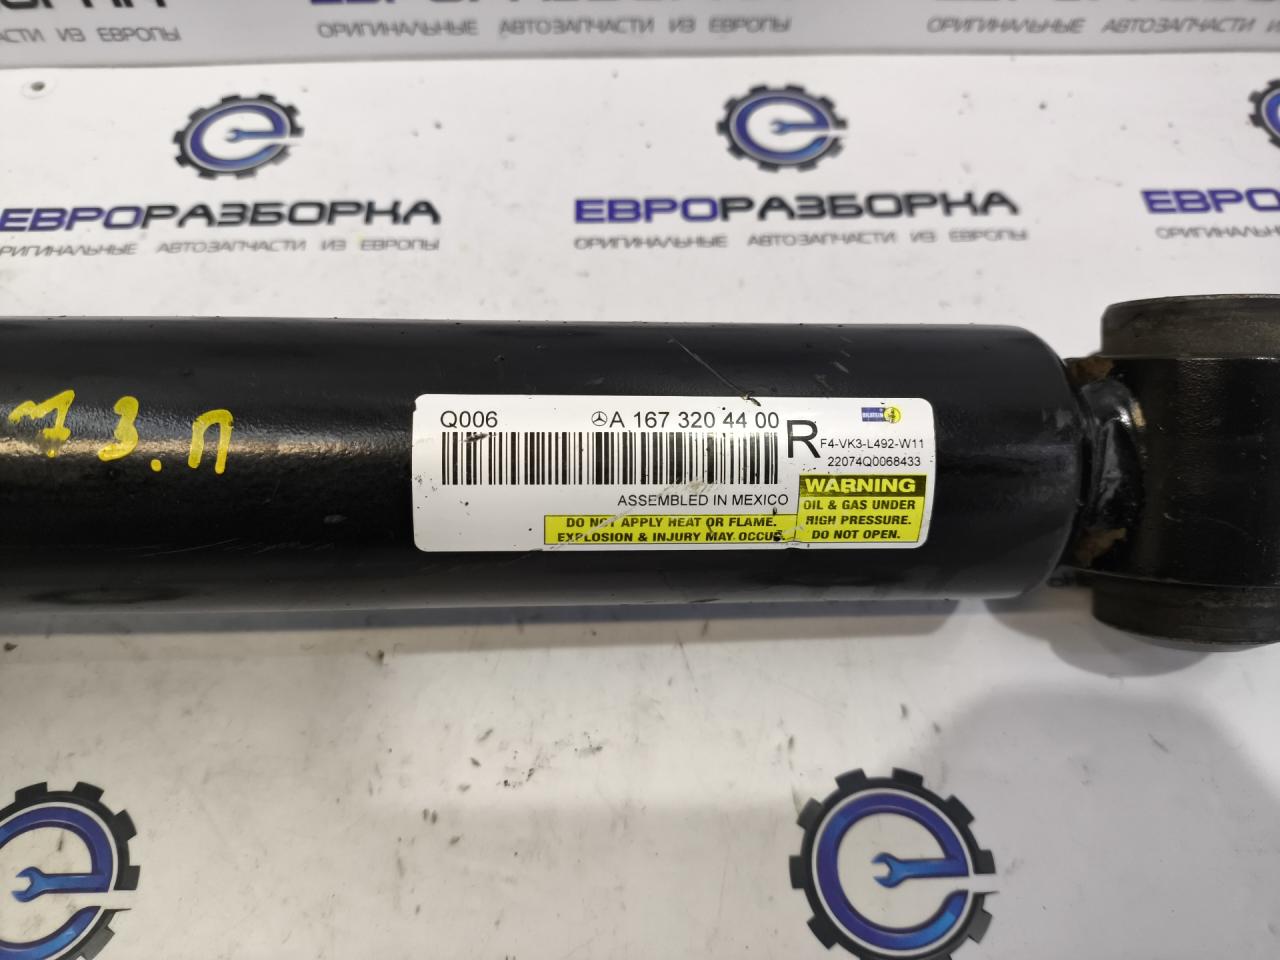 ОРИГИНАЛЬНЫЕ АВТОЗАПЧАСТИ ИЗ ЕВРОПЫ
ИЗ ЕВРОПЫ
ОРИГИНАЛЬНЫЕ АВТОЗАПЧАСТИ
ЕВРОРАЗБОРКА
ОРИГИНАЛЬНЫЕ АВТОЗАПЧАСТИ ИЗ ЕВРОПЫ
ЕВРОРАЗБОРКА
ОРИГИНАЛЬНЫЕ АВТОЗАПЧАСТИ ИЗ ЕВРОПЫ
ЕВРО
З.П
Q006 A 167 320 44 00
R
BILSTEIN
F4-VK3-L492-W11
22074Q0068433
ASSEMBLED IN MEXICO
DO NOT APPLY HEAT OR FLAME.
EXPLOSION & INJURY MAY OCCUR.
WARNING
OIL & GAS UNDER
HIGH PRESSURE.
DO NOT OPEN.